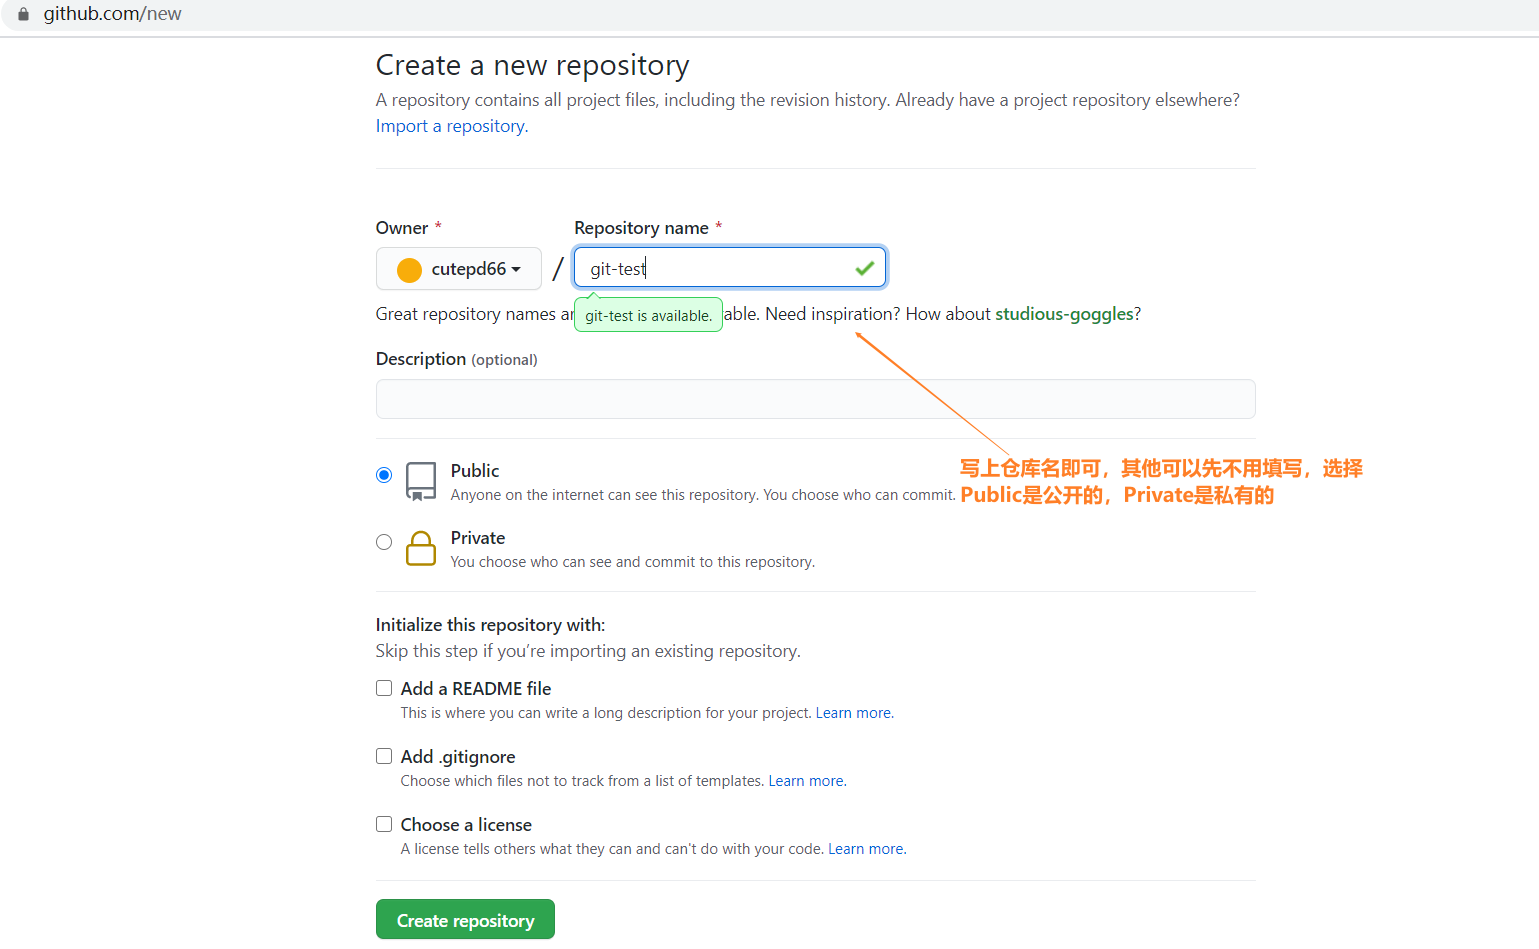 github.com/new
Create a new repository
A repository contains all project files, including the revision history. Already have a project repository elsewhere?
Import a repository.
Owner *
Repository name *
cutepd66
/
git-test
Great repository names a
git-test is available.
able. Need inspiration? How about studious-goggles?
Description (optional)
Public
Anyone on the internet can see this repository. You choose who can commit.
写上仓库名即可，其他可以先不用填写，选择
Public是公开的，Private是私有的
Private
You choose who can see and commit to this repository.
Initialize this repository with:
Skip this step if you’re importing an existing repository.
Add a README file
This is where you can write a long description for your project. Learn more.
Add .gitignore
Choose which files not to track from a list of templates. Learn more.
Choose a license
A license tells others what they can and can't do with your code. Learn more.
Create repository